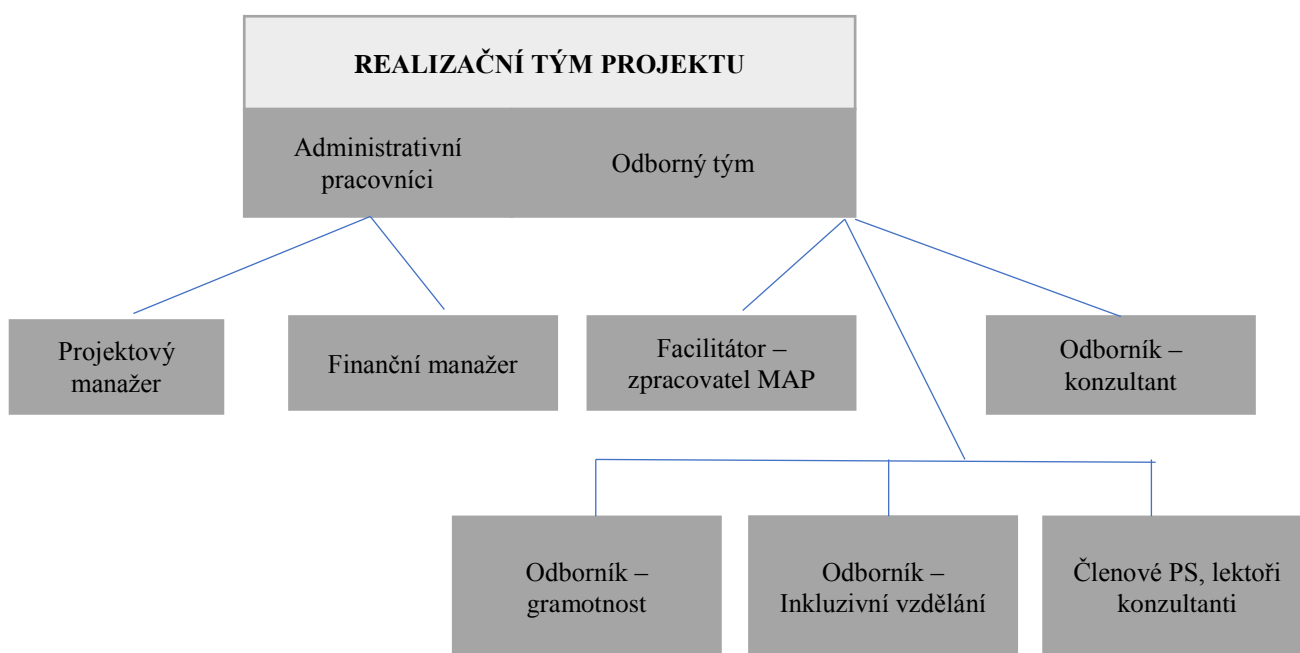 REALIZAČNÍ TÝM PROJEKTU
Administrativní
pracovníci
Odborný tým
Projektový
manažer
Finanční manažer
Facilitátor –
zpracovatel MAP
Odborník –
konzultant
Odborník –
gramotnost
Odborník –
Inkluzivní vzdělání
Členové PS, lektoři
konzultanti